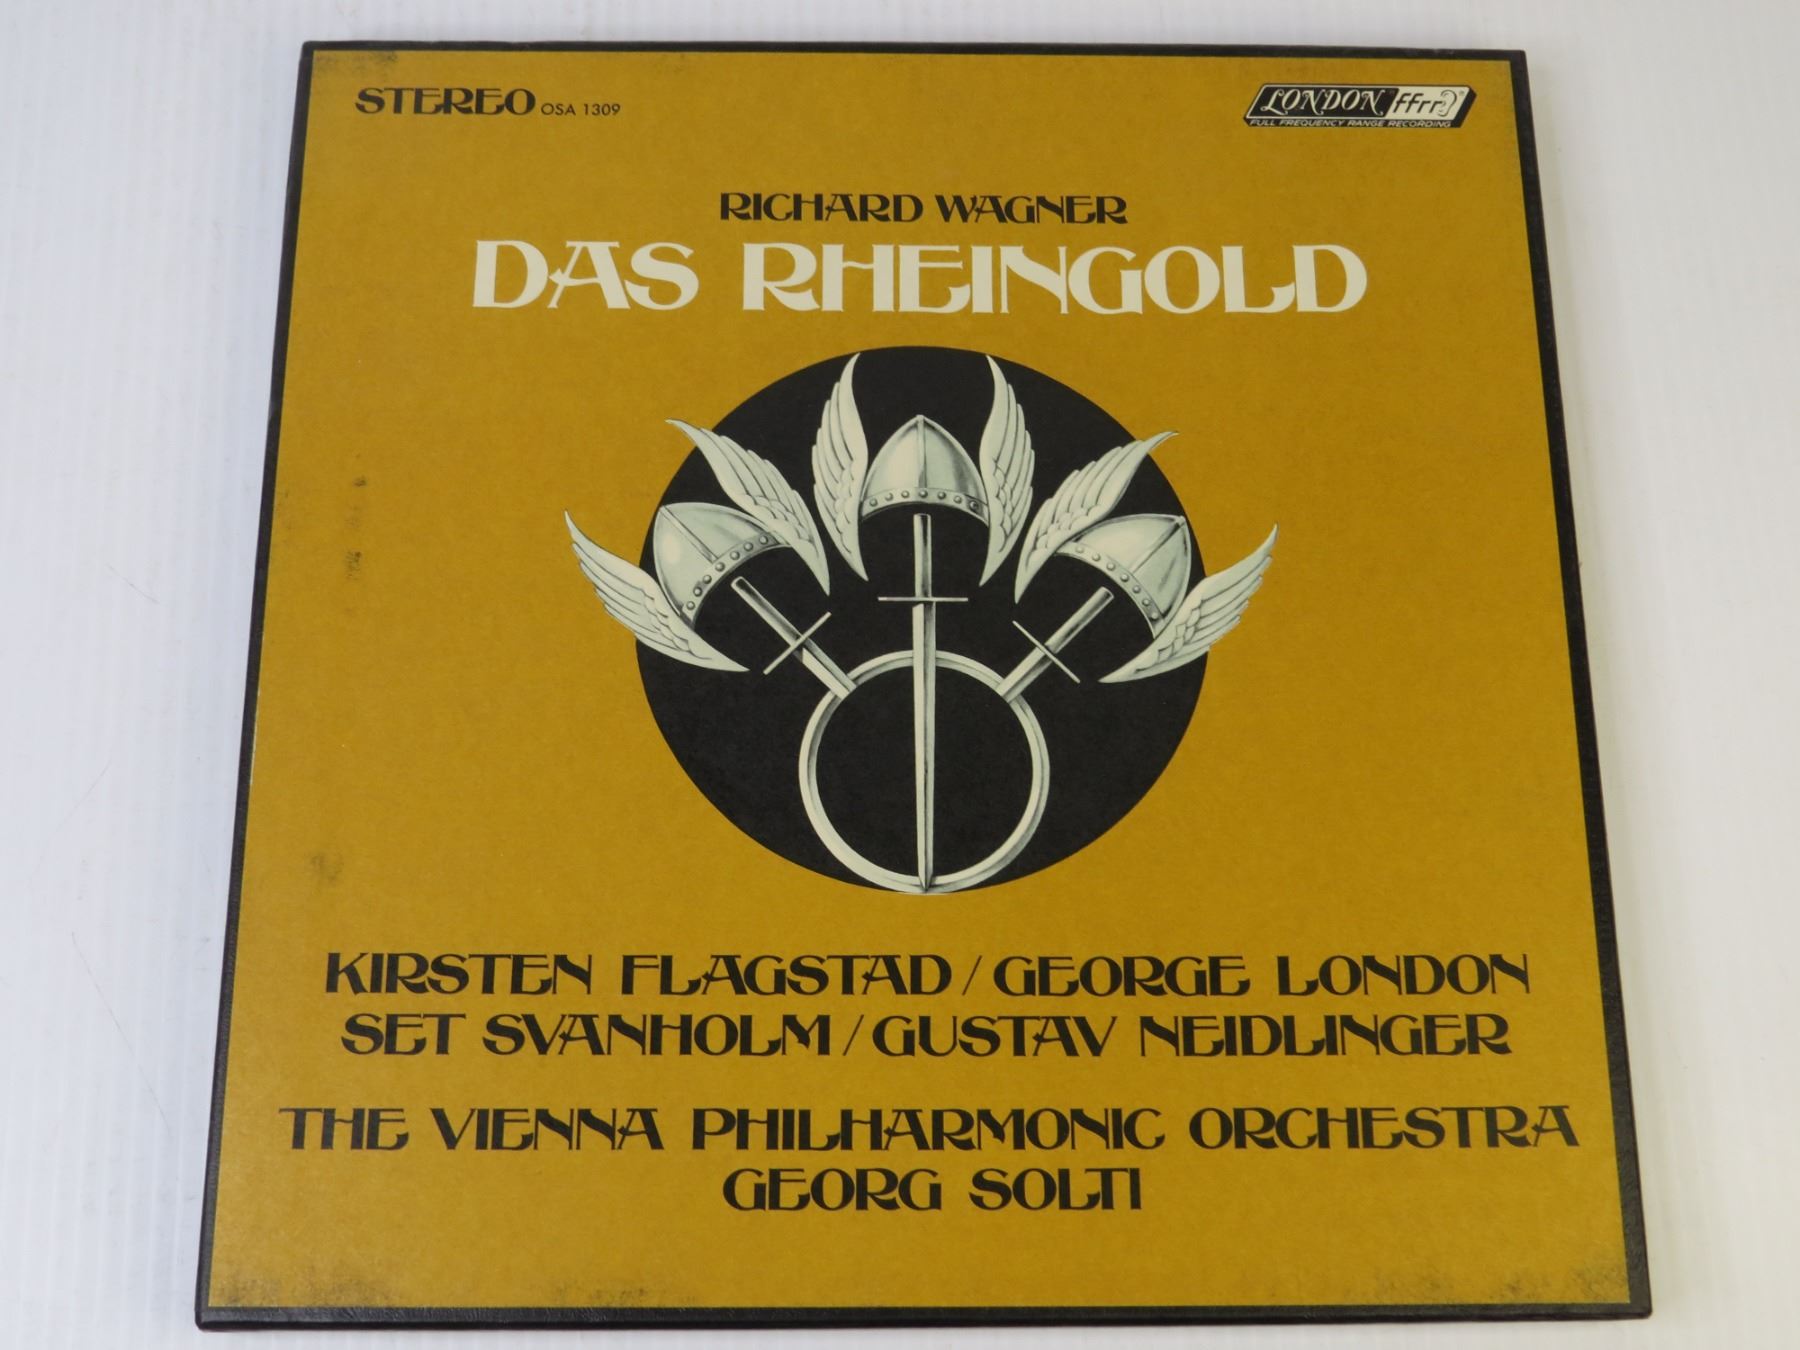 STEREO OSA 1309
LONDON ffrr ®
FULL FREQUENCY RANGE RECORDING
RICHARD WAGNER
DAS RHEINGOLD
KIRSTEN FLAGSTAD / GEORGE LONDON
SET SVANHOLM / GUSTAV NEIDLINGER
THE VIENNA PHILHARMONIC ORCHESTRA
GEORG SOLTI